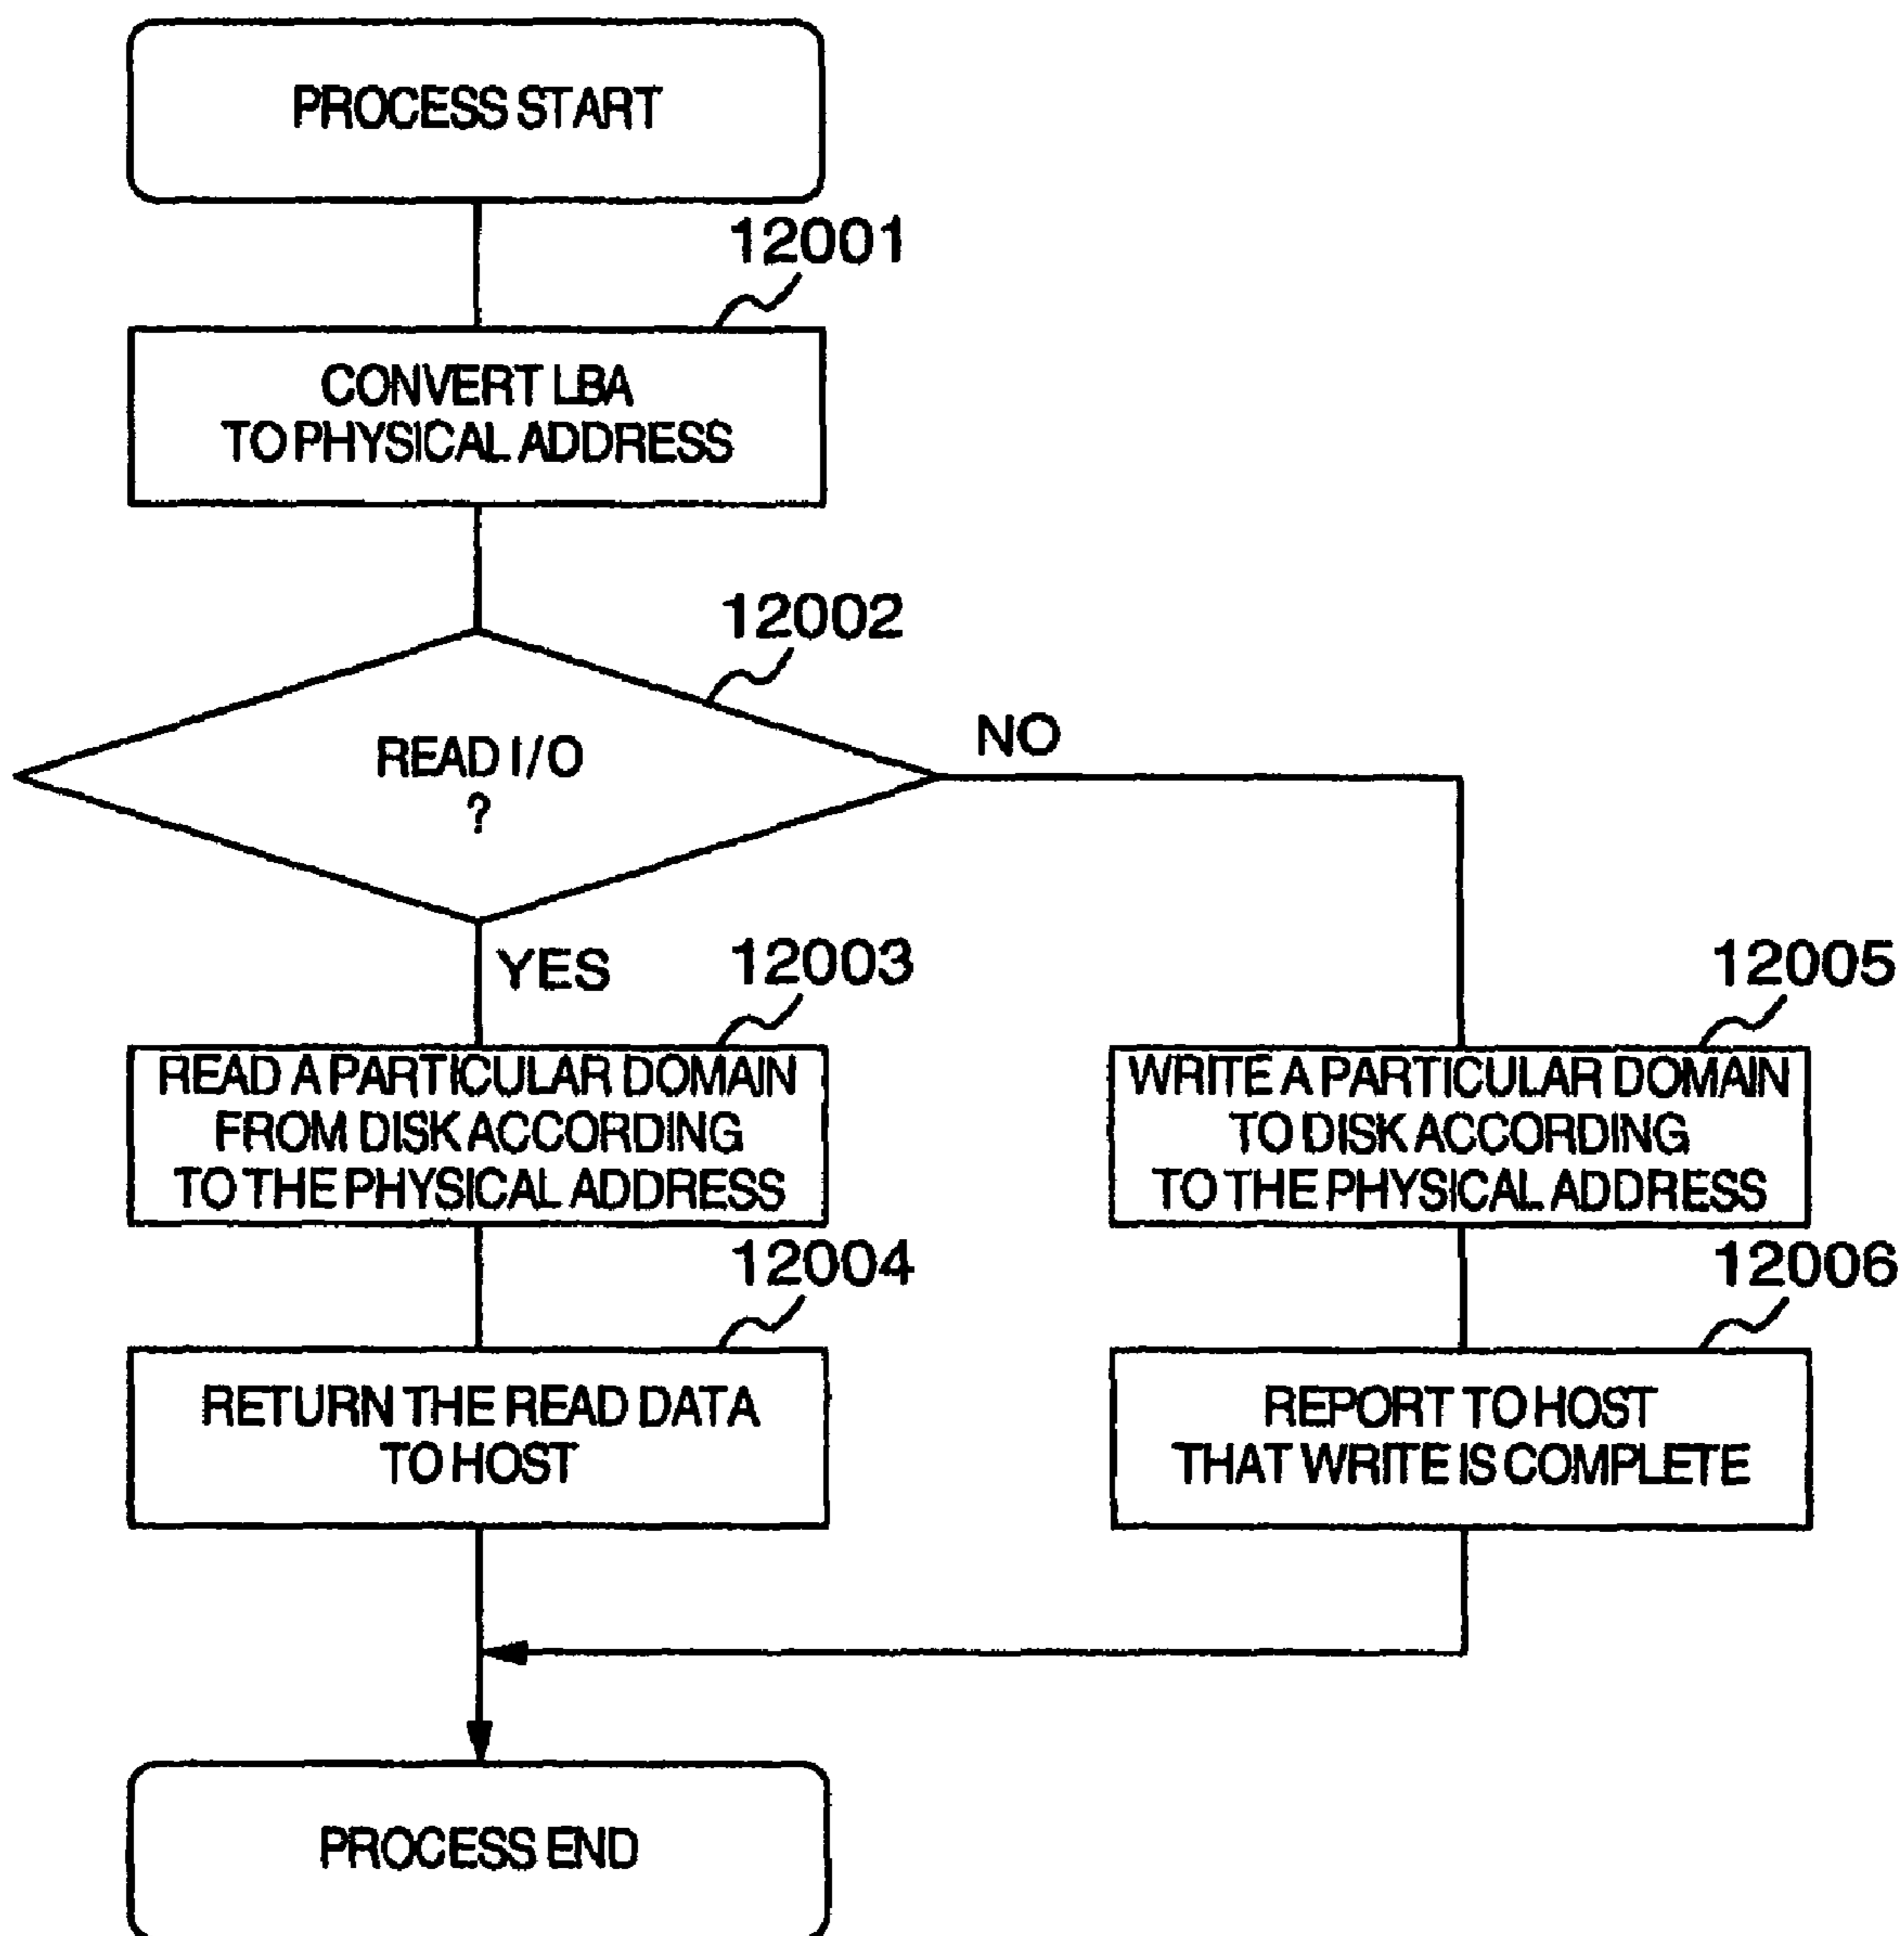 PROCESS START
12001
CONVERT LBA
TO PHYSICAL ADDRESS
12002
READ I/O
?
NO
YES
12003
READ A PARTICULAR DOMAIN
FROM DISK ACCORDING
TO THE PHYSICAL ADDRESS
12005
WRITE A PARTICULAR DOMAIN
TO DISK ACCORDING
TO THE PHYSICAL ADDRESS
12004
RETURN THE READ DATA
TO HOST
12006
REPORT TO HOST
THAT WRITE IS COMPLETE
PROCESS END